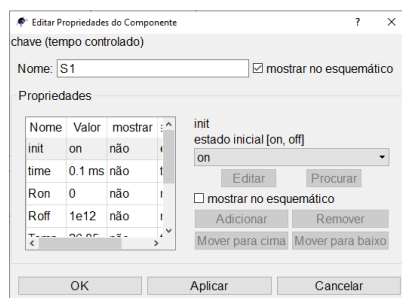 Editar Propriedades do Componente ? ×
chave (tempo controlado)
Nome: S1 mostrar no esquemático
Propriedades
Nome Valor mostrar
init on não
time 0.1 ms não
Ron 0 não
Roff 1e12 não
init
estado inicial [on, off]
on
Editar Procurar
mostrar no esquemático
Adicionar Remover
Mover para cima Mover para baixo
OK Aplicar Cancelar